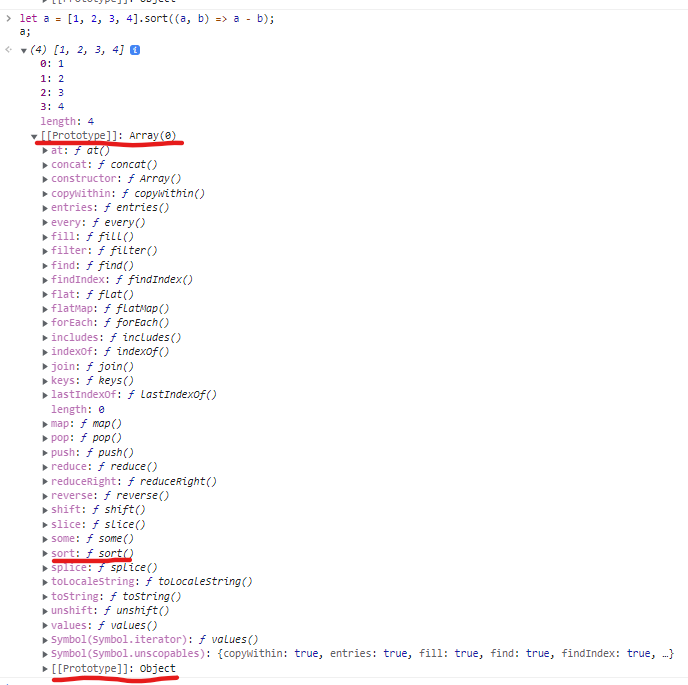 [[Prototype]]: Object
> let a = [1, 2, 3, 4].sort((a, b) => a - b);
a;
(4) [1, 2, 3, 4] i
0: 1
1: 2
2: 3
3: 4
length: 4
[[Prototype]]: Array(0)
at: ƒ at()
concat: ƒ concat()
constructor: ƒ Array()
copyWithin: ƒ copyWithin()
entries: ƒ entries()
every: ƒ every()
fill: ƒ fill()
filter: ƒ filter()
find: ƒ find()
findIndex: ƒ findIndex()
flat: ƒ flat()
flatMap: ƒ flatMap()
forEach: ƒ forEach()
includes: ƒ includes()
indexOf: ƒ indexOf()
join: ƒ join()
keys: ƒ keys()
lastIndexOf: ƒ lastIndexOf()
length: 0
map: ƒ map()
pop: ƒ pop()
push: ƒ push()
reduce: ƒ reduce()
reduceRight: ƒ reduceRight()
reverse: ƒ reverse()
shift: ƒ shift()
slice: ƒ slice()
some: ƒ some()
sort: ƒ sort()
splice: ƒ splice()
toLocaleString: ƒ toLocaleString()
toString: ƒ toString()
unshift: ƒ unshift()
values: ƒ values()
Symbol(Symbol.iterator): ƒ values()
Symbol(Symbol.unscopables): {copyWithin: true, entries: true, fill: true, find: true, findIndex: true, …}
[[Prototype]]: Object